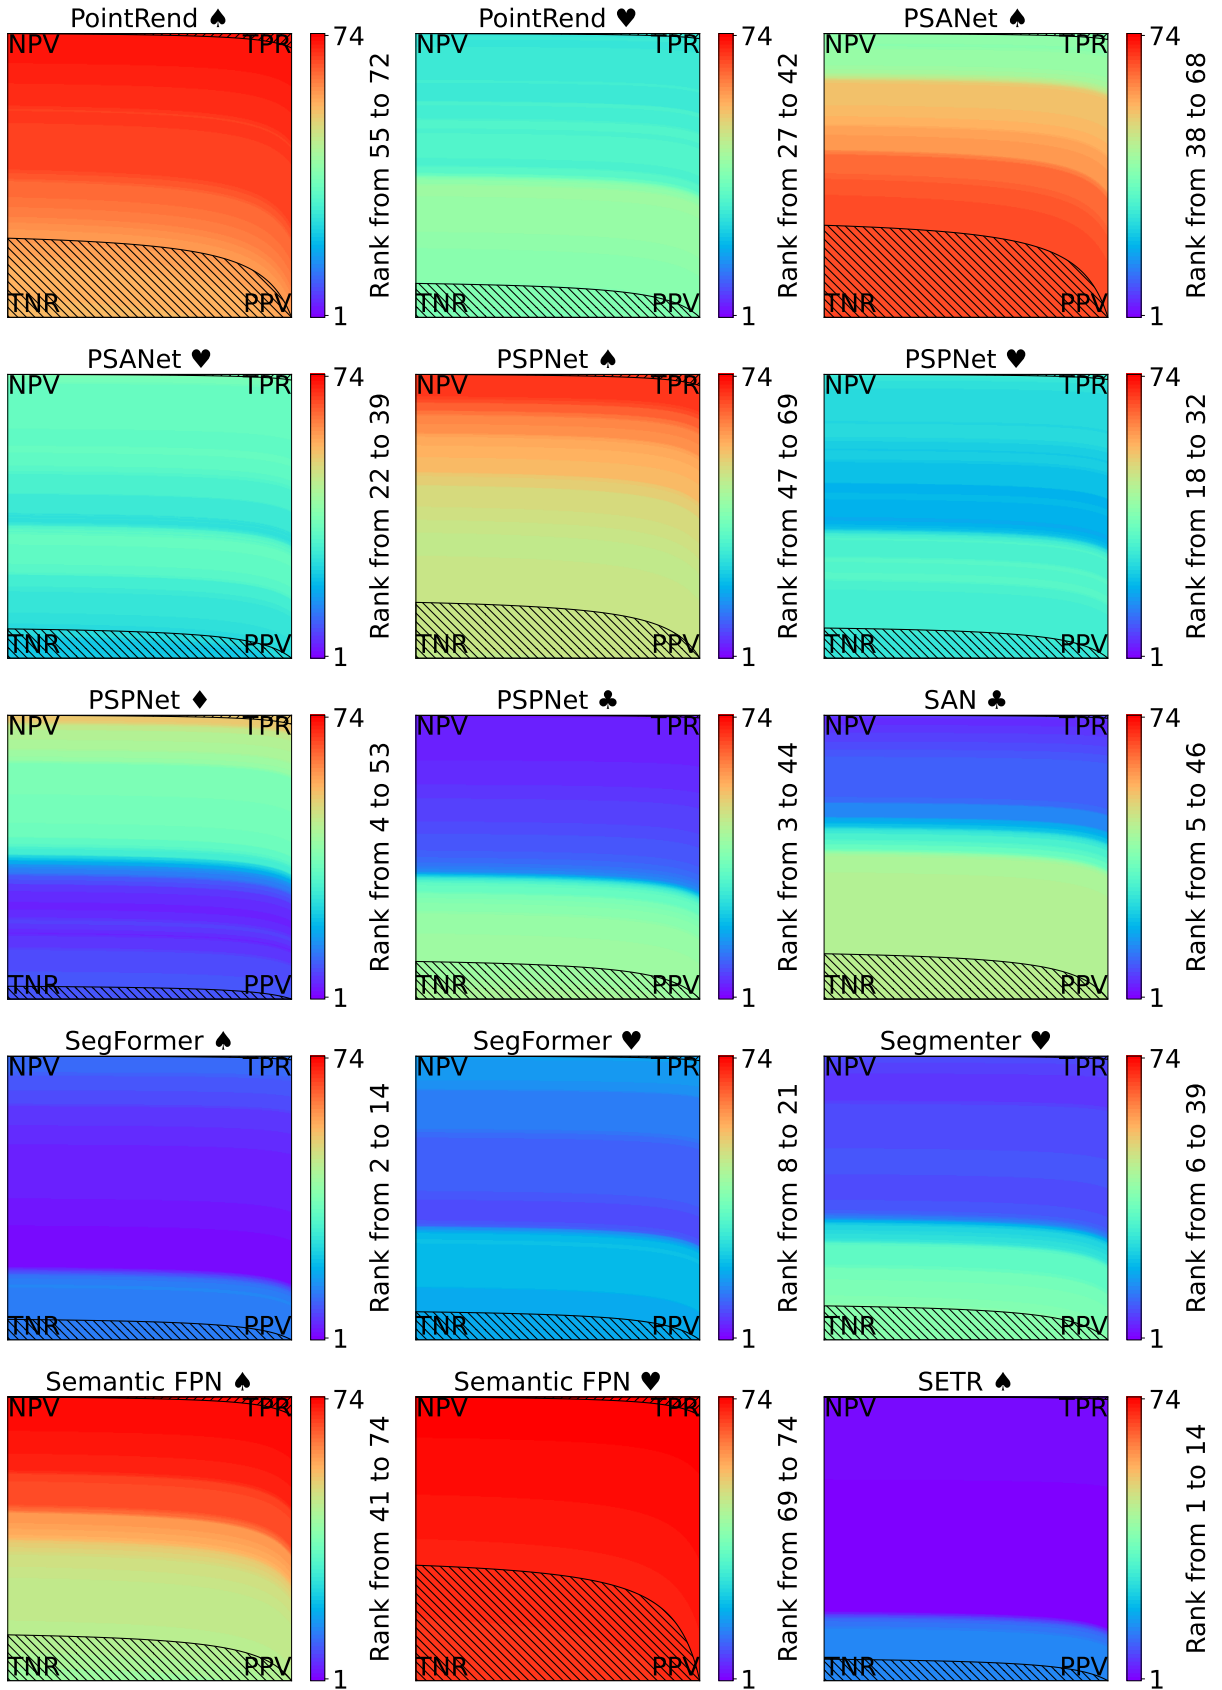 PointRend ♠
NPV TPR
TNR PPV
74
1
Rank from 55 to 72
PointRend ♥
NPV TPR
TNR PPV
74
1
Rank from 27 to 42
PSANet ♠
NPV TPR
TNR PPV
74
1
Rank from 38 to 68
PSANet ♥
NPV TPR
TNR PPV
74
1
Rank from 22 to 39
PSPNet ♠
NPV TPR
TNR PPV
74
1
Rank from 47 to 69
PSPNet ♥
NPV TPR
TNR PPV
74
1
Rank from 18 to 32
PSPNet ♦
NPV TPR
TNR PPV
74
1
Rank from 4 to 53
PSPNet ♣
NPV TPR
TNR PPV
74
1
Rank from 3 to 44
SAN ♣
NPV TPR
TNR PPV
74
1
Rank from 5 to 46
SegFormer ♠
NPV TPR
TNR PPV
74
1
Rank from 2 to 14
SegFormer ♥
NPV TPR
TNR PPV
74
1
Rank from 8 to 21
Segmenter ♥
NPV TPR
TNR PPV
74
1
Rank from 6 to 39
Semantic FPN ♠
NPV TPR
TNR PPV
74
1
Rank from 41 to 74
Semantic FPN ♥
NPV TPR
TNR PPV
74
1
Rank from 69 to 74
SETR ♠
NPV TPR
TNR PPV
74
1
Rank from 1 to 14